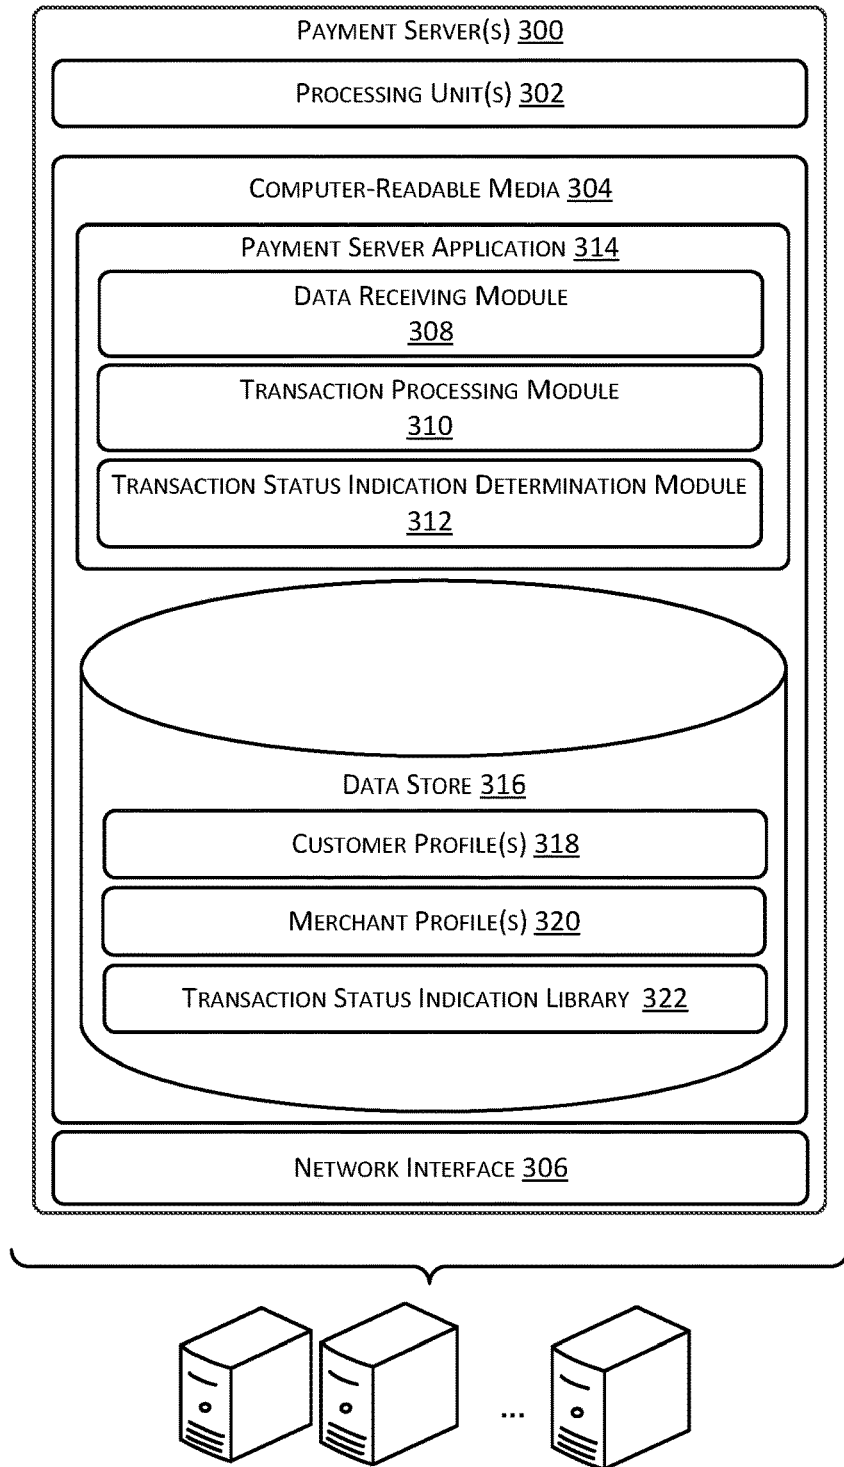 PAYMENT SERVER(S) 300
PROCESSING UNIT(S) 302
COMPUTER-READABLE MEDIA 304
PAYMENT SERVER APPLICATION 314
DATA RECEIVING MODULE
308
TRANSACTION PROCESSING MODULE
310
TRANSACTION STATUS INDICATION DETERMINATION MODULE
312
DATA STORE 316
CUSTOMER PROFILE(S) 318
MERCHANT PROFILE(S) 320
TRANSACTION STATUS INDICATION LIBRARY 322
NETWORK INTERFACE 306
...